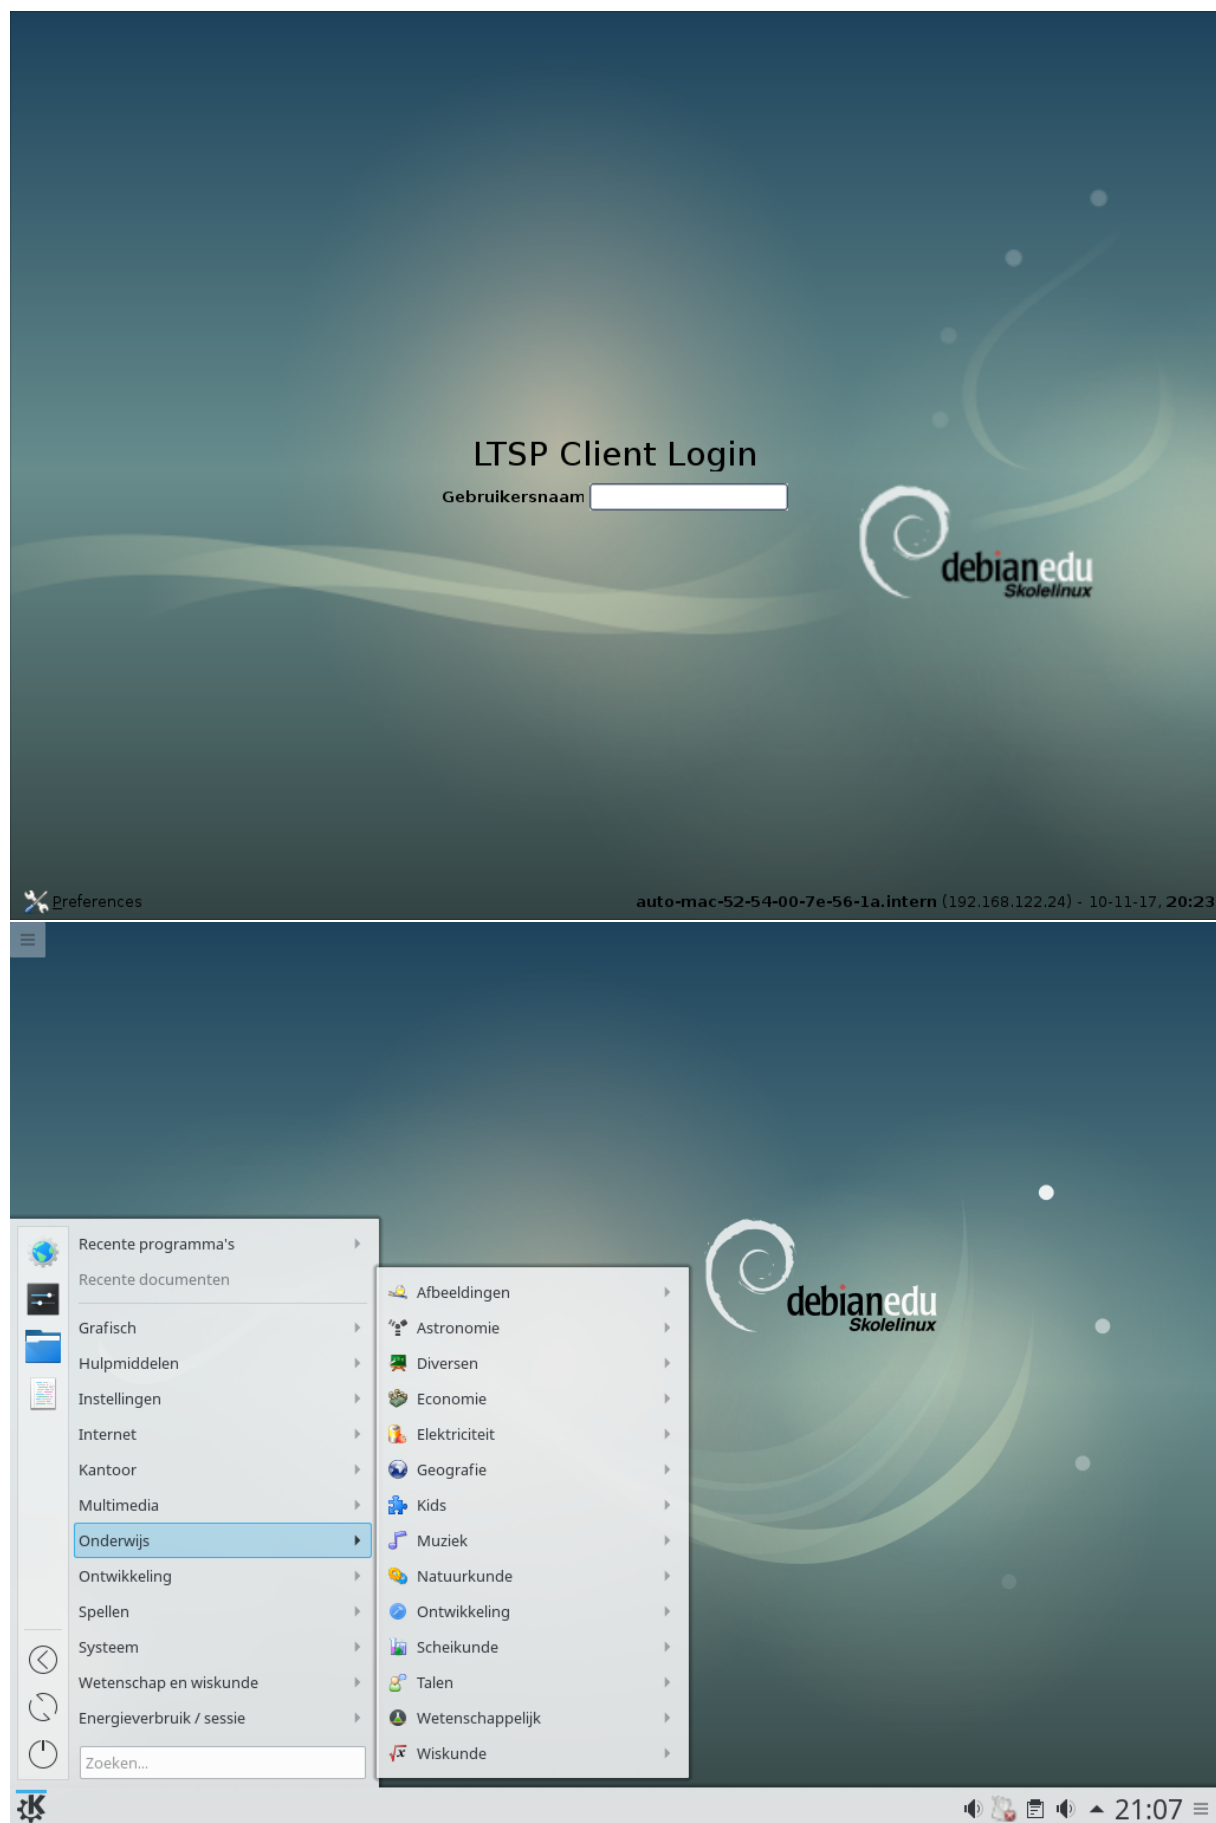 LTSP Client Login
Gebruikersnaam
debianedu
Skolelinux
Preferences
auto-mac-52-54-00-7e-56-1a.intern (192.168.122.24) - 10-11-17, 20:23
Recente programma's
Recente documenten
Grafisch
Hulpmiddelen
Instellingen
Internet
Kantoor
Multimedia
Onderwijs
Ontwikkeling
Spellen
Systeem
Wetenschap en wiskunde
Energieverbruik / sessie
Zoeken...
Afbeeldingen
Astronomie
Diversen
Economie
Elektriciteit
Geografie
Kids
Muziek
Natuurkunde
Ontwikkeling
Scheikunde
Talen
Wetenschappelijk
Wiskunde
debianedu
Skolelinux
21:07